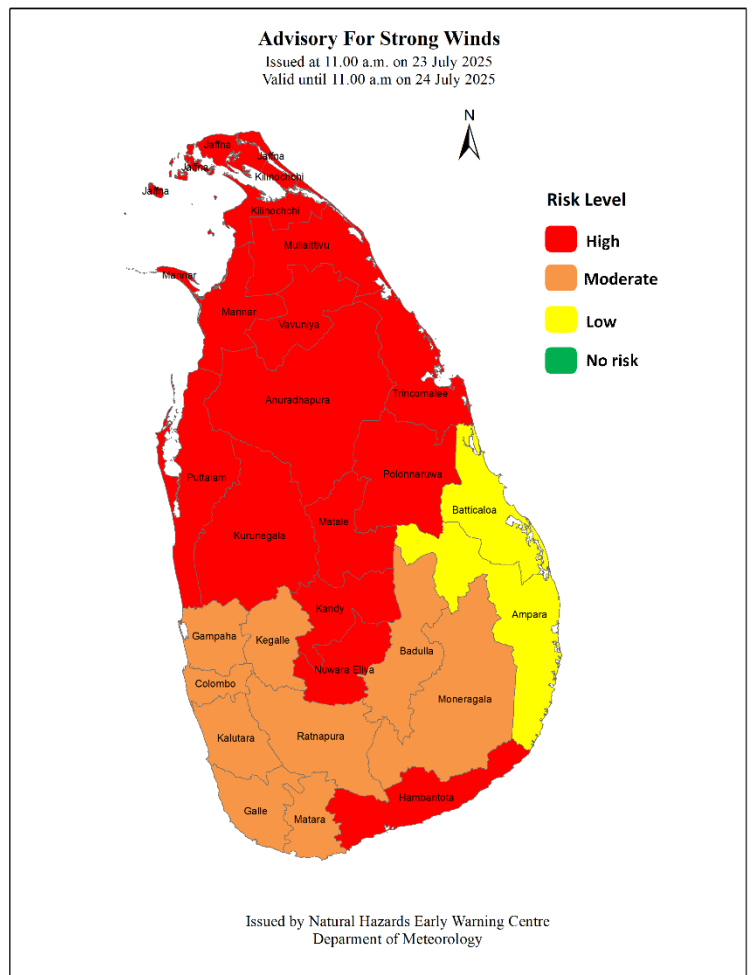 Advisory For Strong Winds
Issued at 11.00 a.m. on 23 July 2025
Valid until 11.00 a.m on 24 July 2025
N
Jaffna
Jaffna
Jaffna
Kilinochchi
Jaffna
Kilinochchi
Mullaittivu
Mannar
Mannar
Vavuniya
Anuradhapura
Trincomalee
Puttalam
Polonnaruwa
Batticaloa
Matale
Kurunegala
Kandy
Ampara
Gampaha
Kegalle
Badulla
Nuwara Eliya
Colombo
Moneragala
Kalutara
Ratnapura
Hambantota
Galle
Matara
Risk Level
High
Moderate
Low
No risk
Issued by Natural Hazards Early Warning Centre
Deparment of Meteorology